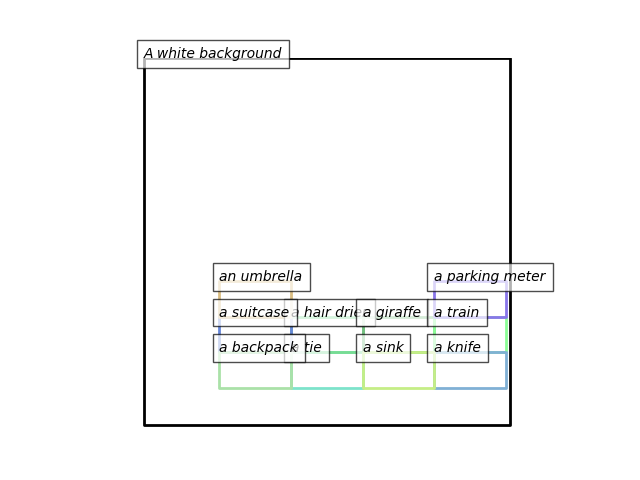 A white background
an umbrella
a parking meter
a suitcase
a hair drier
a giraffe
a train
a backpack
a tie
a sink
a knife